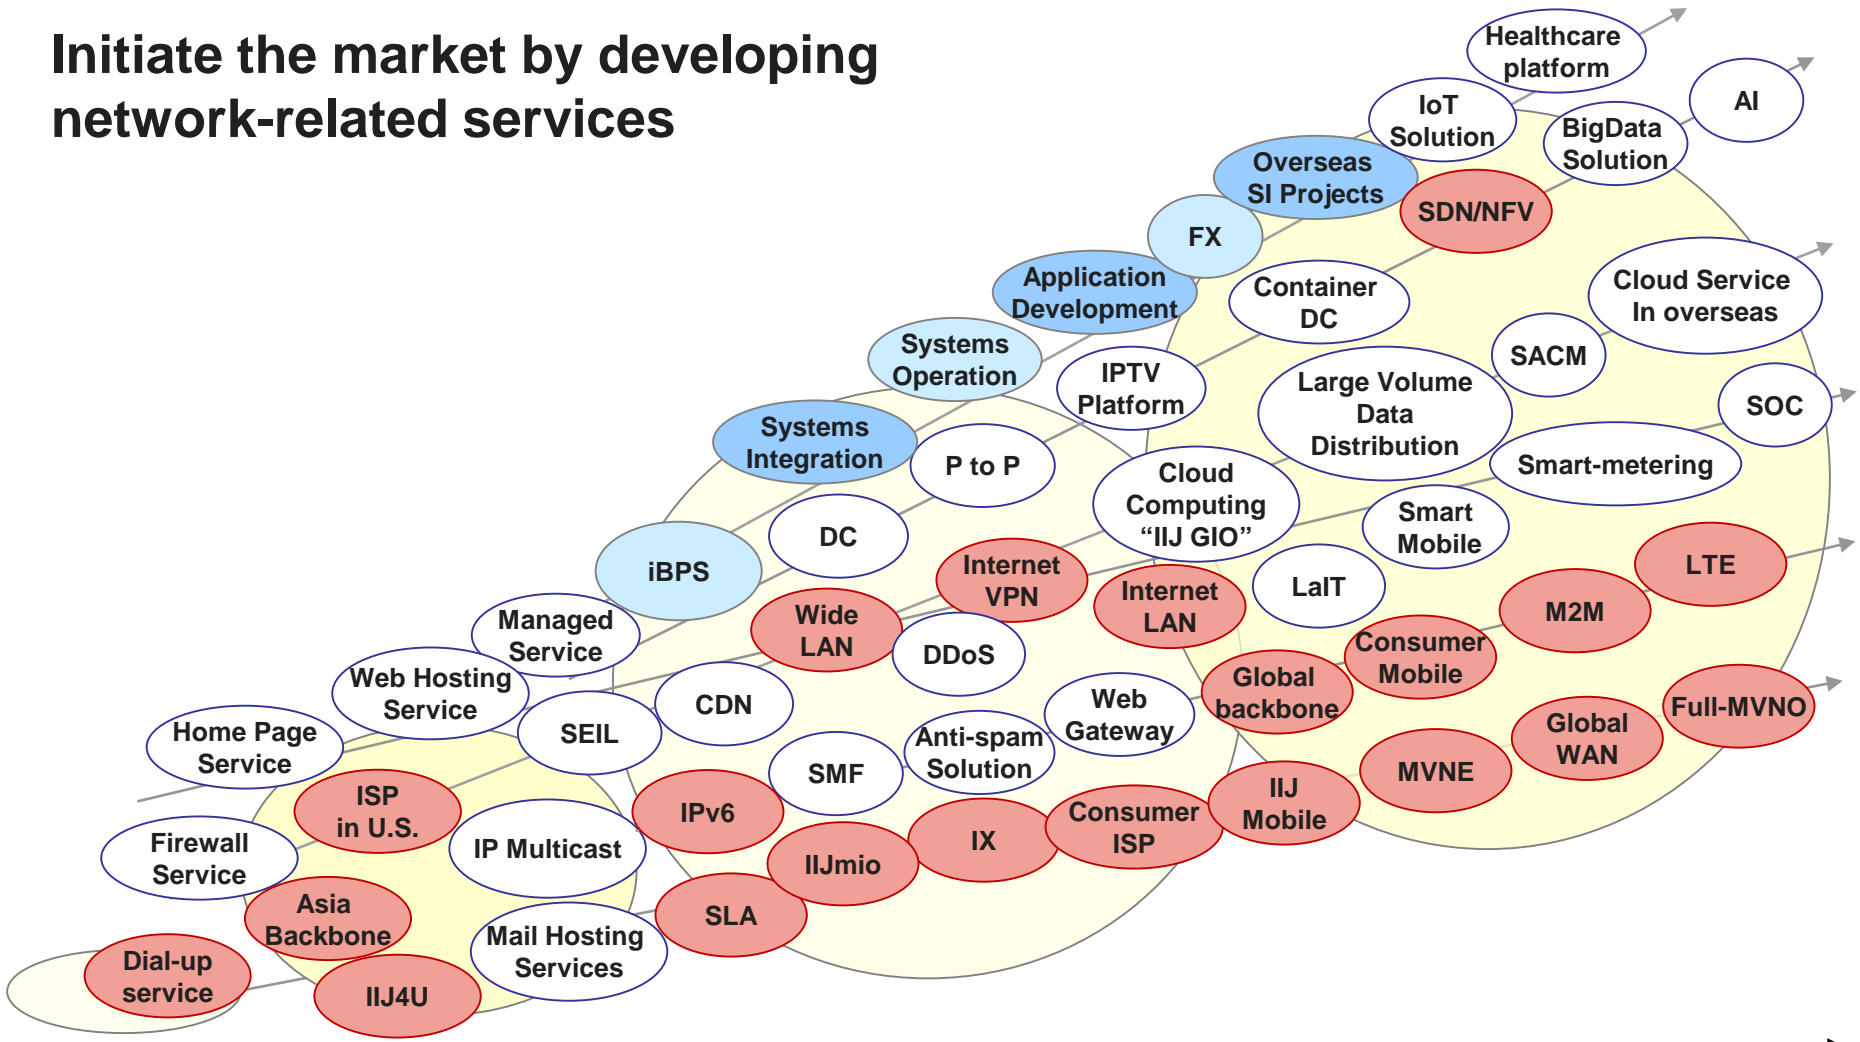 Initiate the market by developing
network-related services
Healthcare
platform
AI
IoT
Solution
BigData
Solution
Overseas
SI Projects
SDN/NFV
FX
Application
Development
Container
DC
Cloud Service
In overseas
Systems
Operation
IPTV
Platform
SACM
Large Volume
Data
Distribution
SOC
Systems
Integration
P to P
Cloud
Computing
“IIJ GIO”
Smart-metering
DC
Smart
Mobile
iBPS
Internet
VPN
Internet
LAN
LaIT
LTE
Managed
Service
Wide
LAN
DDoS
M2M
Consumer
Mobile
Web Hosting
Service
SEIL
CDN
Web
Gateway
Global
backbone
Full-MVNO
Home Page
Service
Anti-spam
Solution
Global
WAN
SMF
MVNE
ISP
in U.S.
IPv6
IIJ
Mobile
Firewall
Service
IP Multicast
IIJmio
IX
Consumer
ISP
Asia
Backbone
SLA
Mail Hosting
Services
Dial-up
service
IIJ4U